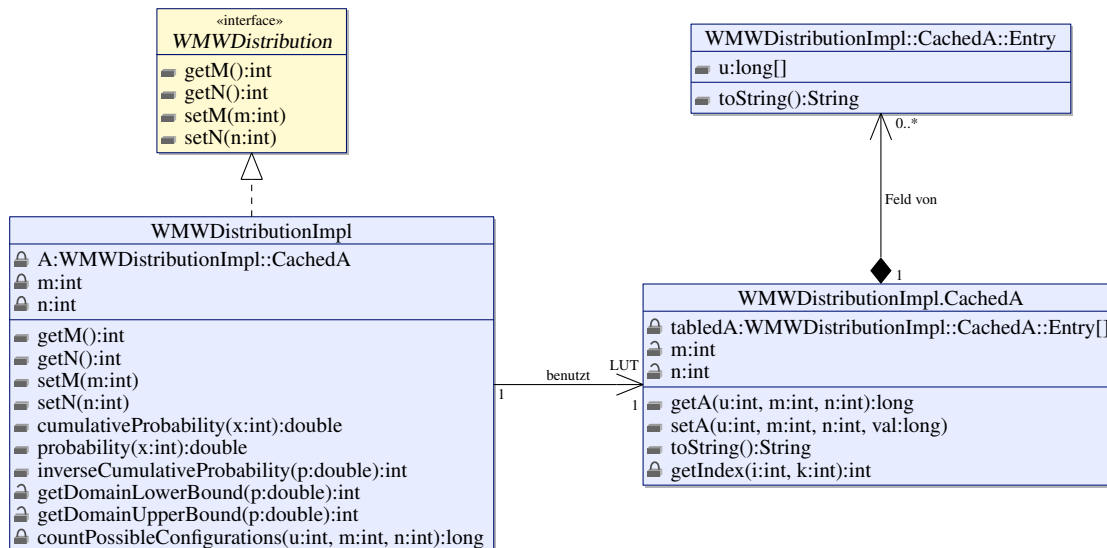 «interface»
WMWDistribution
getM():int
getN():int
setM(m:int)
setN(n:int)
WMWDistributionImpl
A:WMWDistributionImpl::CachedA
m:int
n:int
getM():int
getN():int
setM(m:int)
setN(n:int)
cumulativeProbability(x:int):double
probability(x:int):double
inverseCumulativeProbability(p:double):int
getDomainLowerBound(p:double):int
getDomainUpperBound(p:double):int
countPossibleConfigurations(u:int, m:int, n:int):long
1
benutzt
LUT
1
WMWDistributionImpl::CachedA::Entry
u:long[]
toString():String
0..*
Feld von
1
WMWDistributionImpl.CachedA
tabledA:WMWDistributionImpl::CachedA::Entry[]
m:int
n:int
getA(u:int, m:int, n:int):long
setA(u:int, m:int, n:int, val:long)
toString():String
getIndex(i:int, k:int):int